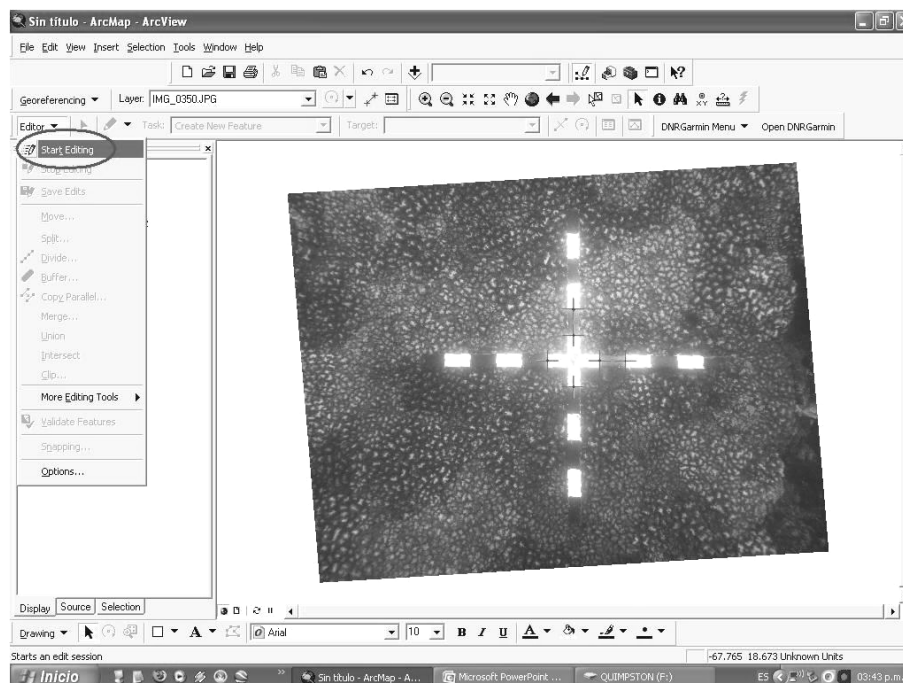 Sin título - ArcMap - ArcView
File Edit View Insert Selection Tools Window Help
Georeferencing Layer: IMG_0350.JPG
Editor Task: Create New Feature Target: DNRGarmin Menu Open DNRGarmin
Start Editing
Stop Editing
Save Edits
Move...
Split...
Divide...
Buffer...
Copy Parallel...
Merge...
Union
Intersect
Clip...
More Editing Tools
Validate Features
Snapping...
Options...
Display Source Selection
Drawing A Arial 10 B I U A
Starts an edit session -67.765 18.673 Unknown Units
Inicio Sin título - ArcMap - A... Microsoft PowerPoint ... QUIMPSTON (F:) ES 03:43 p.m.